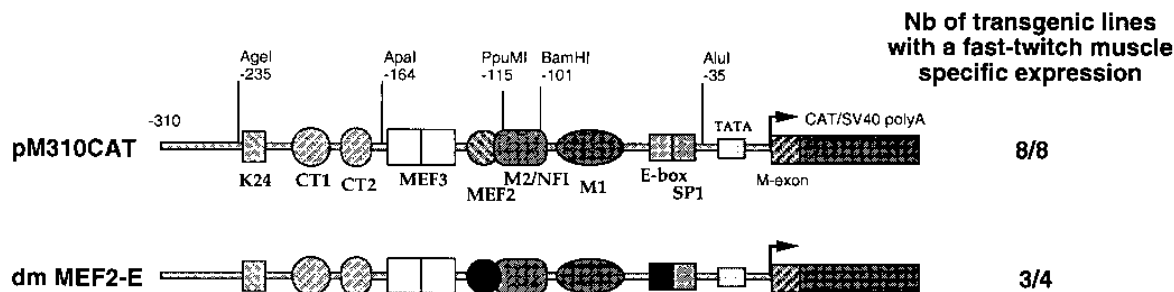 Nb of transgenic lines
with a fast-twitch muscle
specific expression
AgeI
-235
ApaI
-164
PpuMI
-115
BamHI
-101
AluI
-35
-310
TATA
CAT/SV40 polyA
pM310CAT
8/8
K24
CT1
CT2
MEF3
MEF2
M2/NFI
M1
E-box
SP1
M-exon
dm MEF2-E
3/4